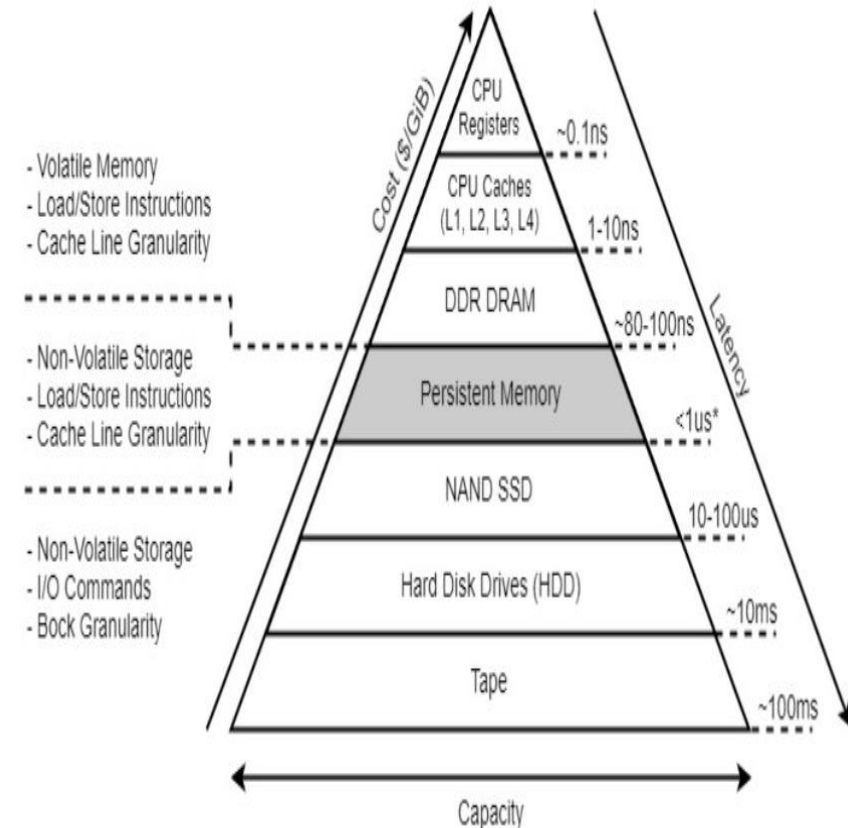 CPU
Registers
~0.1ns
Cost ($/GiB)
- Volatile Memory
- Load/Store Instructions
- Cache Line Granularity
CPU Caches
(L1, L2, L3, L4)
1-10ns
DDR DRAM
~80-100ns
Latency
- Non-Volatile Storage
- Load/Store Instructions
- Cache Line Granularity
Persistent Memory
<1us*
NAND SSD
10-100us
- Non-Volatile Storage
- I/O Commands
- Bock Granularity
Hard Disk Drives (HDD)
~10ms
Tape
~100ms
Capacity